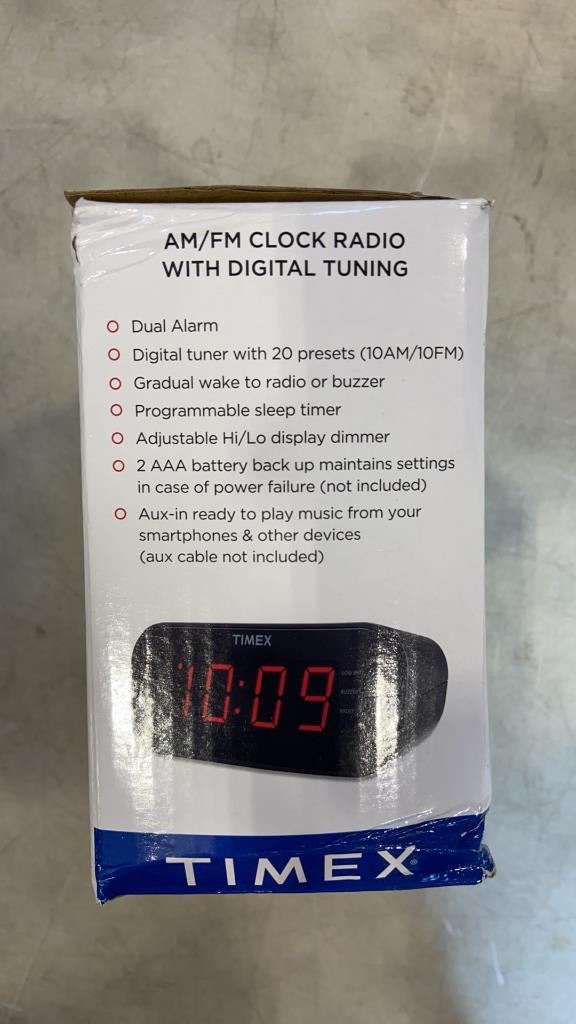 AM/FM CLOCK RADIO
WITH DIGITAL TUNING
Dual Alarm
Digital tuner with 20 presets (10AM/10FM)
Gradual wake to radio or buzzer
Programmable sleep timer
Adjustable Hi/Lo display dimmer
2 AAA battery back up maintains settings
in case of power failure (not included)
Aux-in ready to play music from your
smartphones & other devices
(aux cable not included)
TIMEX
10:09
BUZZER
RADIO
TIMEX®